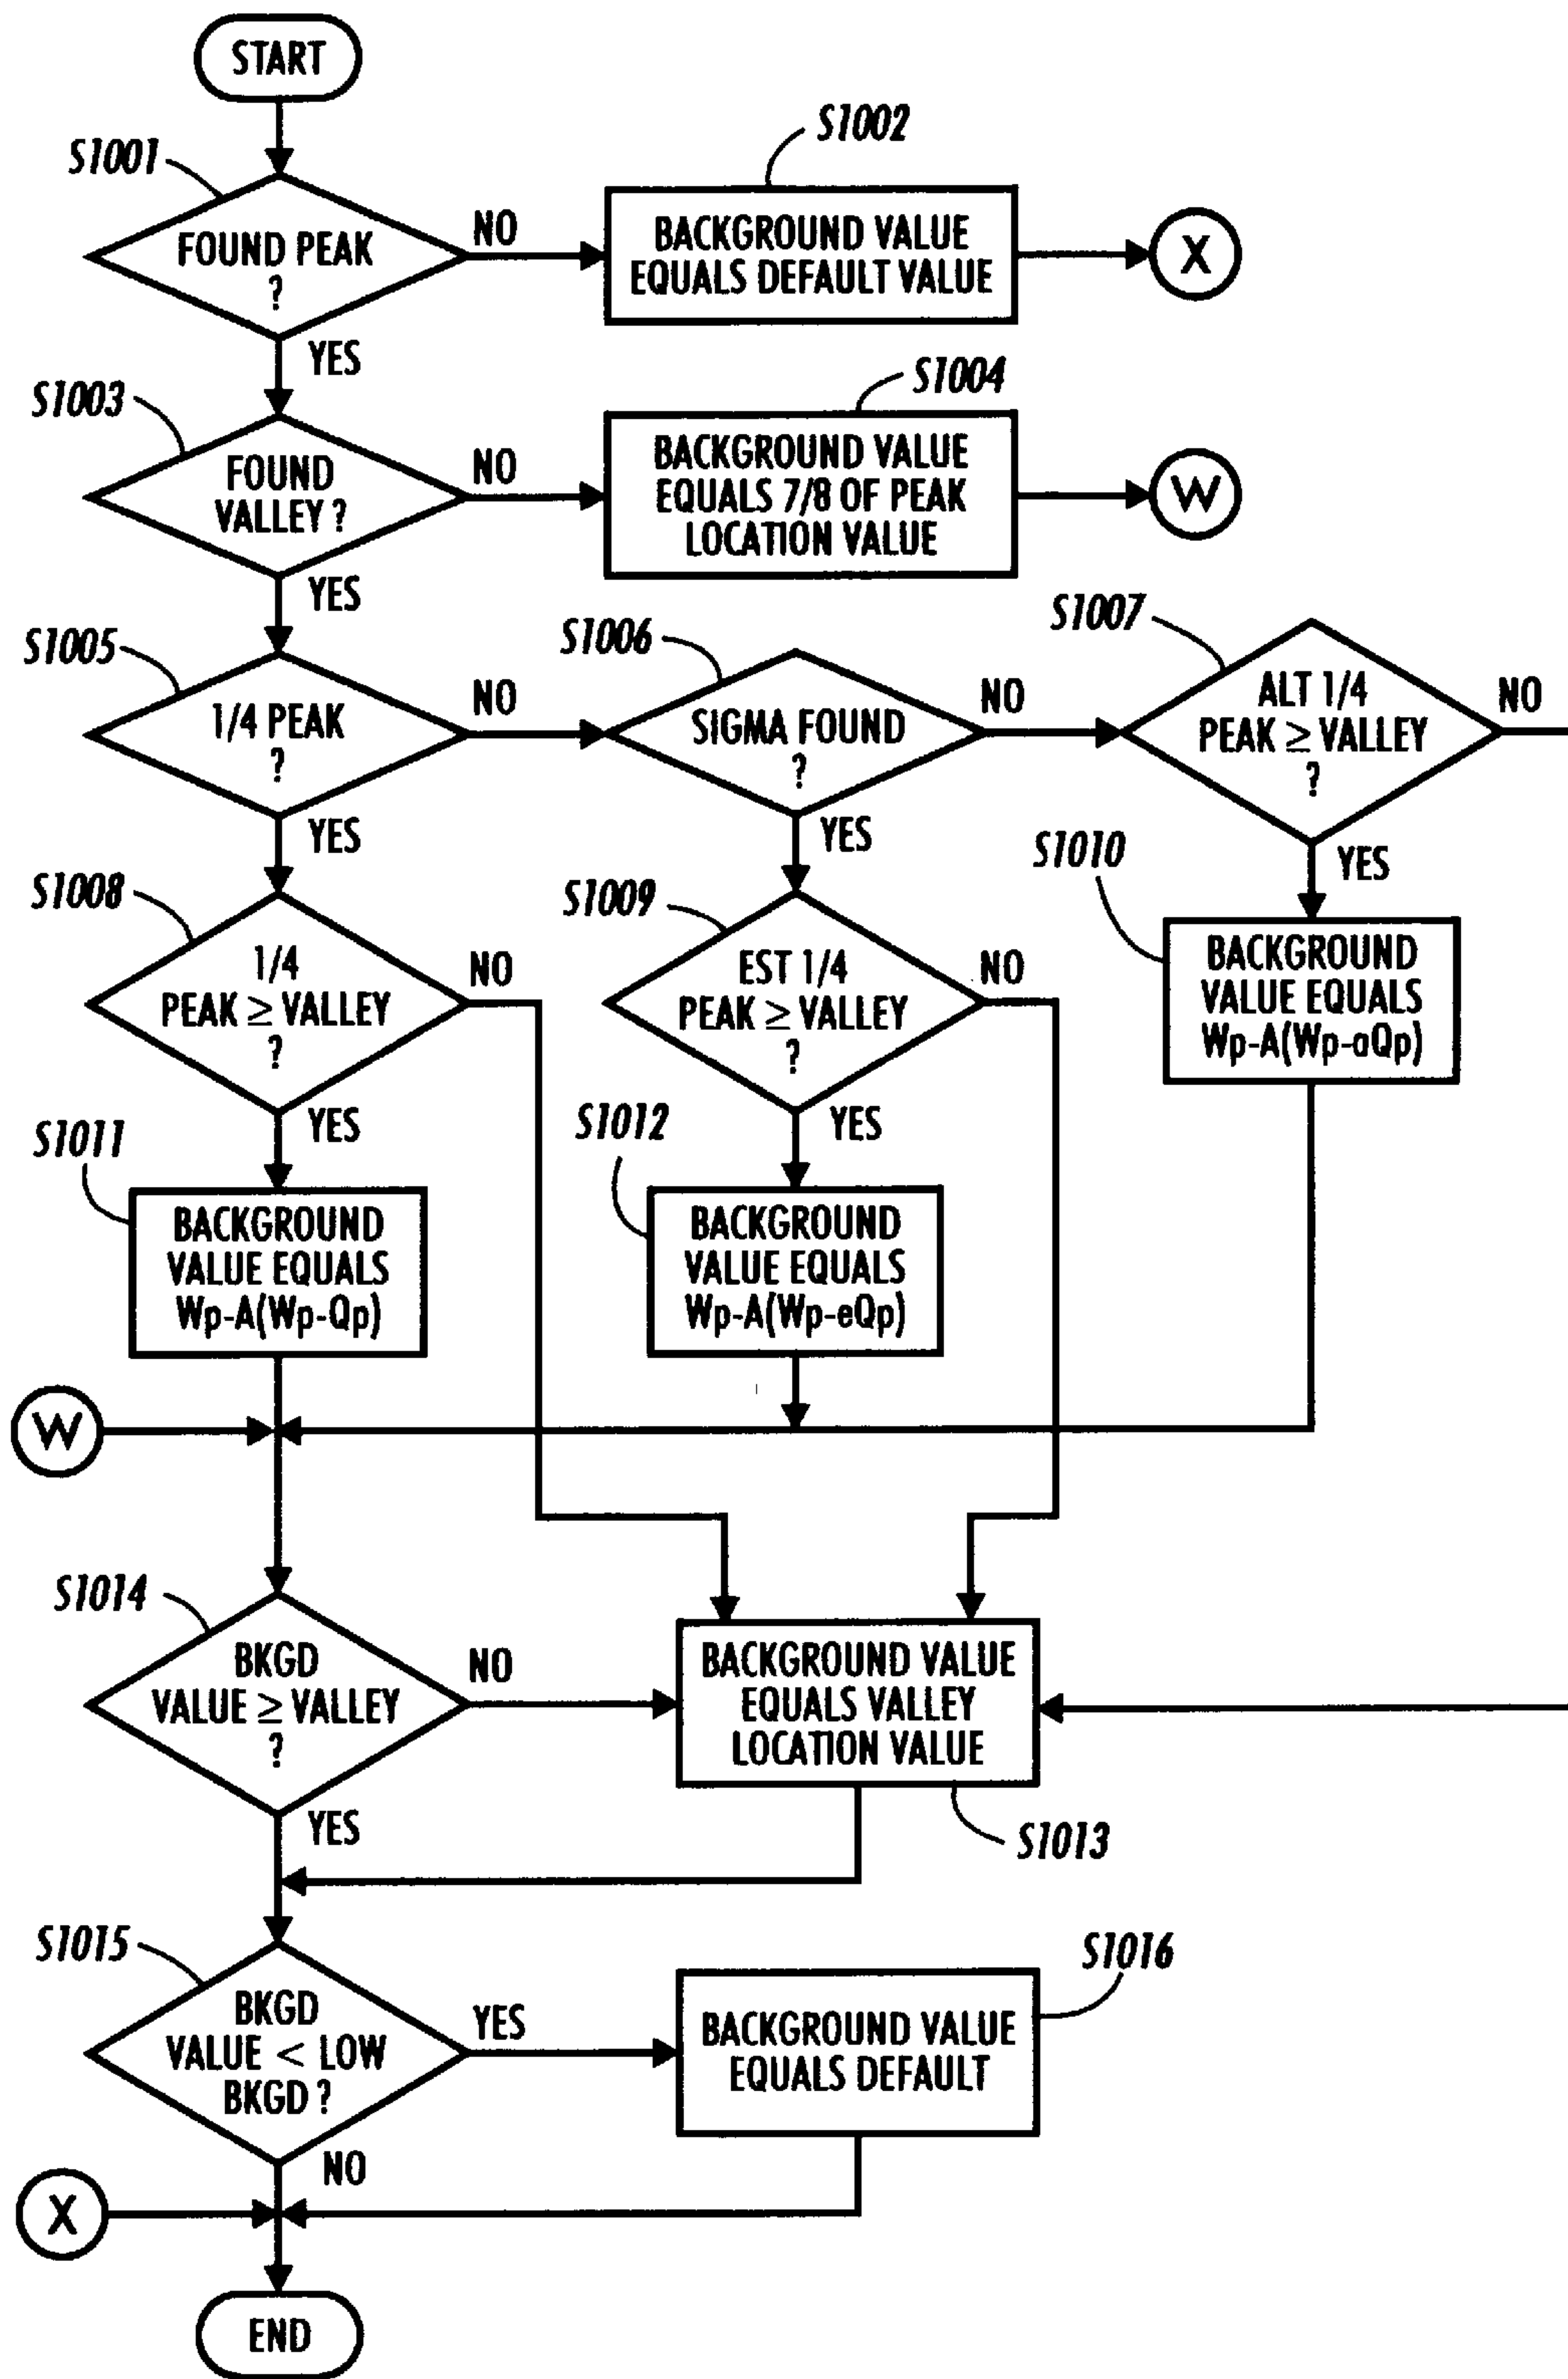 START
S1001
FOUND PEAK
?
NO
S1002
BACKGROUND VALUE
EQUALS DEFAULT VALUE
X
YES
S1003
FOUND
VALLEY ?
NO
S1004
BACKGROUND VALUE
EQUALS 7/8 OF PEAK
LOCATION VALUE
W
YES
S1005
1/4 PEAK
?
NO
S1006
SIGMA FOUND
?
NO
S1007
ALT 1/4
PEAK ≥ VALLEY
?
NO
YES
YES
YES
S1008
1/4
PEAK ≥ VALLEY
?
NO
S1009
EST 1/4
PEAK ≥ VALLEY
?
NO
S1010
BACKGROUND
VALUE EQUALS
Wp-A(Wp-aQp)
YES
YES
S1011
BACKGROUND
VALUE EQUALS
Wp-A(Wp-Qp)
S1012
BACKGROUND
VALUE EQUALS
Wp-A(Wp-eQp)
W
S1014
BKGD
VALUE ≥ VALLEY
?
NO
BACKGROUND VALUE
EQUALS VALLEY
LOCATION VALUE
S1013
YES
S1015
BKGD
VALUE < LOW
BKGD ?
YES
S1016
BACKGROUND VALUE
EQUALS DEFAULT
NO
X
END